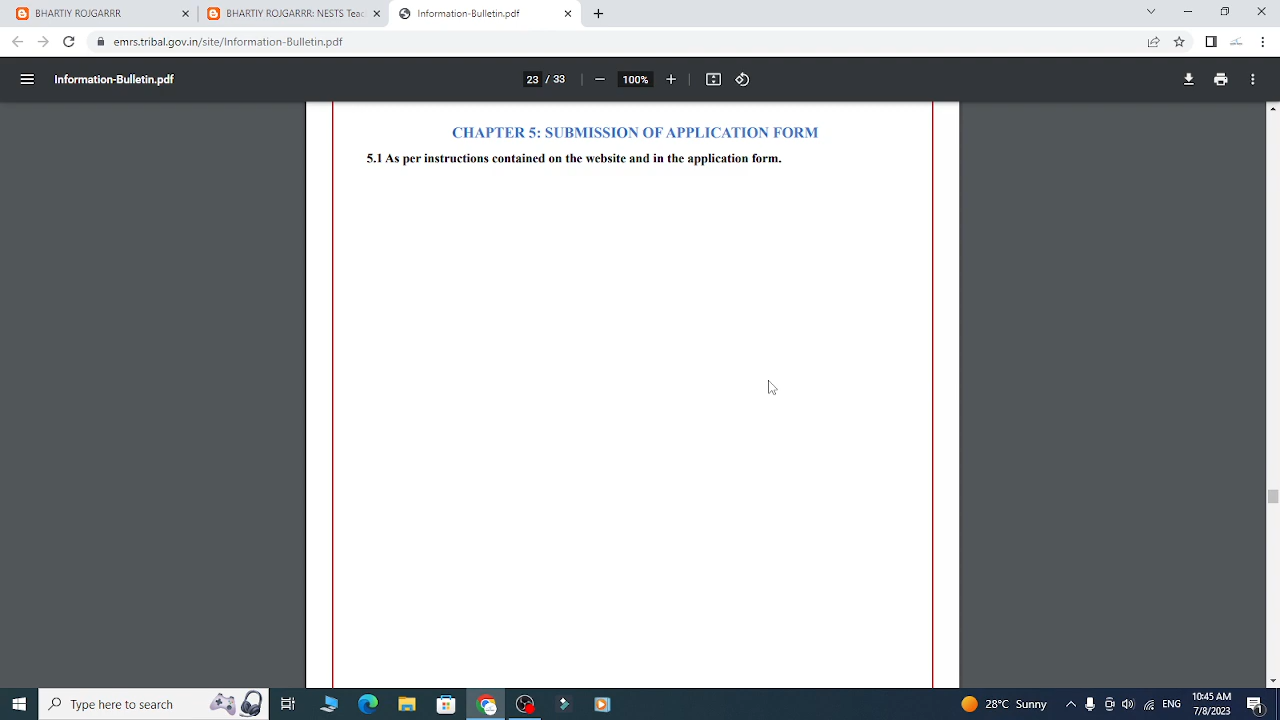 BHARTIY ROJGARRR
BHARTIY ROJGARRR: NESTS Teac
Information-Bulletin.pdf
emrs.tribal.gov.in/site/Information-Bulletin.pdf
Information-Bulletin.pdf
23 / 33
100%
CHAPTER 5: SUBMISSION OF APPLICATION FORM
5.1 As per instructions contained on the website and in the application form.
Type here to search
28°C Sunny
ENG
10:45 AM
7/8/2023
1